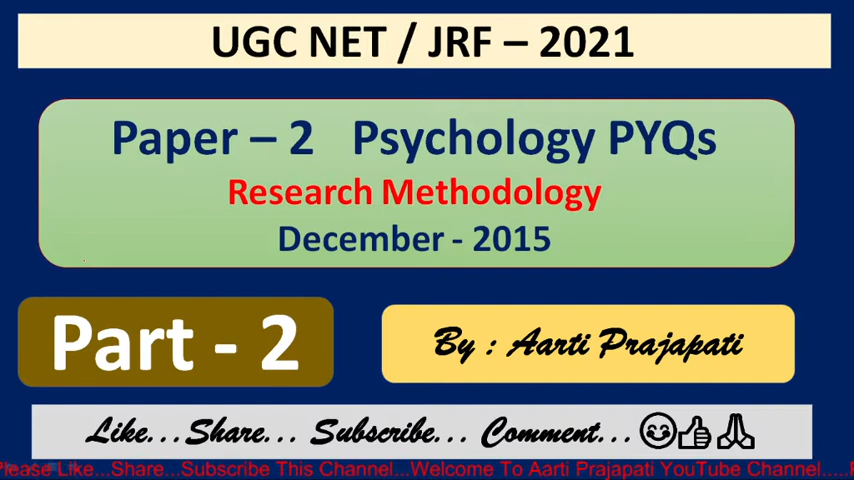 UGC NET / JRF – 2021
Paper – 2 Psychology PYQs
Research Methodology
December - 2015
Part - 2
By : Aarti Prajapati
Like...Share... Subscribe... Comment...
Please Like...Share...Subscribe This Channel...Welcome To Aarti Prajapati YouTube Channel.....